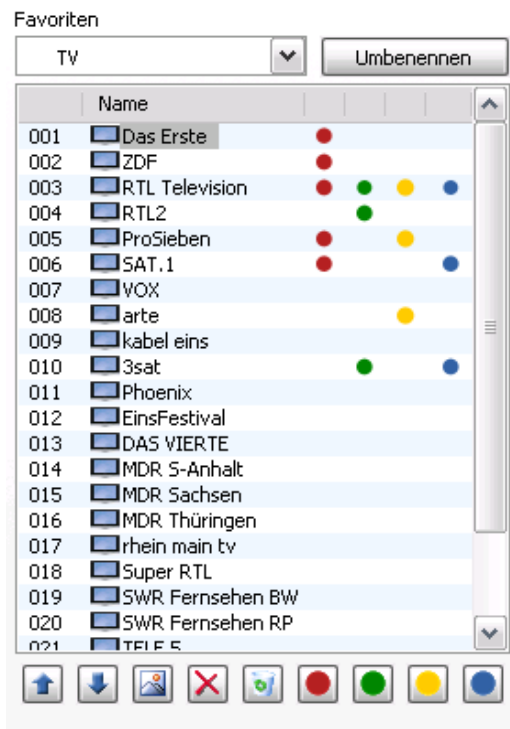 Favoriten
TV Umbenennen
Name
001 Das Erste
002 ZDF
003 RTL Television
004 RTL2
005 ProSieben
006 SAT.1
007 VOX
008 arte
009 kabel eins
010 3sat
011 Phoenix
012 EinsFestival
013 DAS VIERTE
014 MDR S-Anhalt
015 MDR Sachsen
016 MDR Thüringen
017 rhein main tv
018 Super RTL
019 SWR Fernsehen BW
020 SWR Fernsehen RP
021 TELE 5